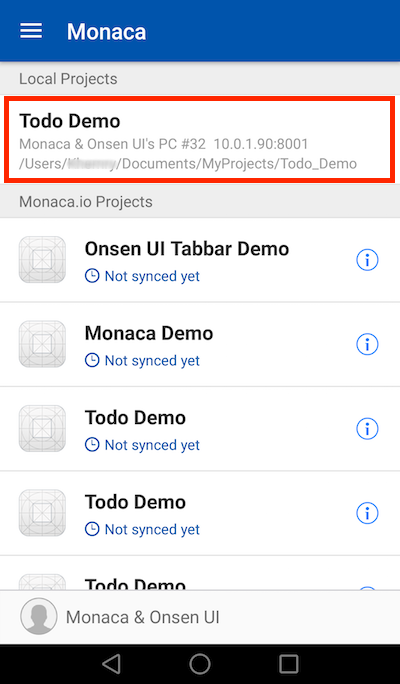 Monaca
Local Projects
Todo Demo
Monaca & Onsen UI's PC #32 10.0.1.90:8001
/Users/ /Documents/MyProjects/Todo_Demo
Monaca.io Projects
Onsen UI Tabbar Demo
Not synced yet
Monaca Demo
Not synced yet
Todo Demo
Not synced yet
Todo Demo
Not synced yet
Todo Demo
Monaca & Onsen UI